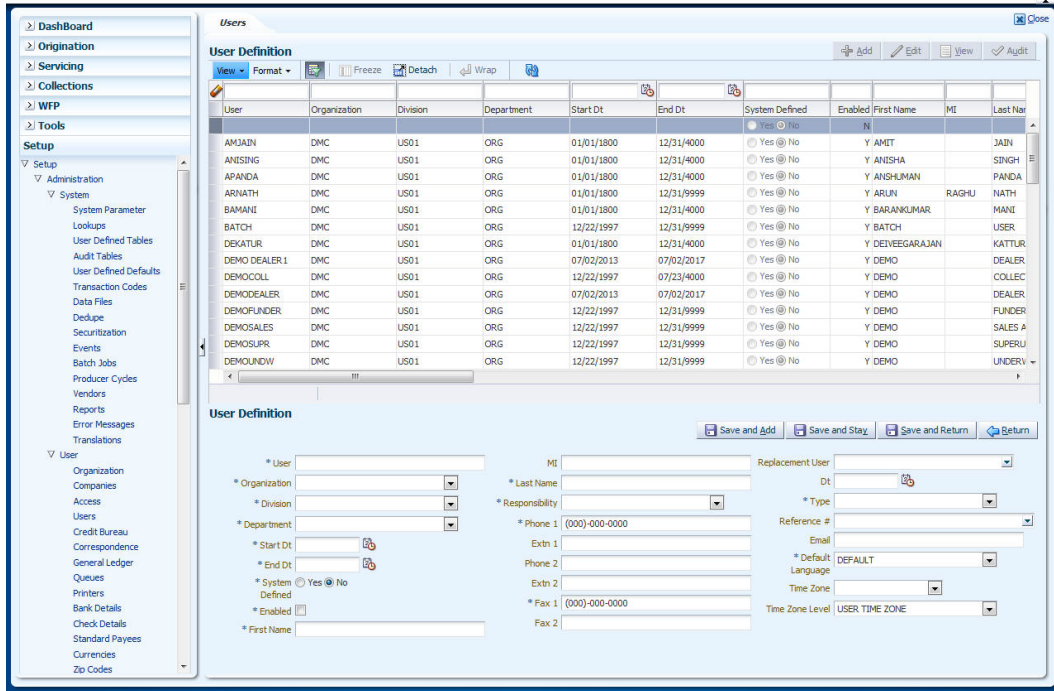 Close
DashBoard
Origination
Servicing
Collections
WFP
Tools
Setup
Setup
Administration
System
System Parameter
Lookups
User Defined Tables
Audit Tables
User Defined Defaults
Transaction Codes
Data Files
Dedupe
Securitization
Events
Batch Jobs
Producer Cycles
Vendors
Reports
Error Messages
Translations
User
Organization
Companies
Access
Users
Credit Bureau
Correspondence
General Ledger
Queues
Printers
Bank Details
Check Details
Standard Payees
Currencies
Zip Codes
Users
User Definition
Add Edit View Audit
View Format Freeze Detach Wrap
User Organization Division Department Start Dt End Dt System Defined Enabled First Name MI Last Nar
Yes No N
AMJAIN DMC US01 ORG 01/01/1800 12/31/4000 Yes No Y AMIT JAIN
ANISING DMC US01 ORG 01/01/1800 12/31/4000 Yes No Y ANISHA SINGH
APANDA DMC US01 ORG 01/01/1800 12/31/4000 Yes No Y ANSHUMAN PANDA
ARNATH DMC US01 ORG 01/01/1800 12/31/9999 Yes No Y ARUN RAGHU NATH
BAMANI DMC US01 ORG 01/01/1800 12/31/4000 Yes No Y BARANKUMAR MANI
BATCH DMC US01 ORG 12/22/1997 12/31/9999 Yes No Y BATCH USER
DEKATUR DMC US01 ORG 01/01/1800 12/31/4000 Yes No Y DEIVEEGARAJAN KATTUR
DEMO DEALER1 DMC US01 ORG 07/02/2013 07/02/2017 Yes No Y DEMO DEALER
DEMOCOLL DMC US01 ORG 12/22/1997 07/23/4000 Yes No Y DEMO COLLEC
DEMODEALER DMC US01 ORG 07/02/2013 07/02/2017 Yes No Y DEMO DEALER
DEMOFUNDER DMC US01 ORG 12/22/1997 12/31/9999 Yes No Y DEMO FUNDER
DEMOSALES DMC US01 ORG 12/22/1997 12/31/9999 Yes No Y DEMO SALES A
DEMOSUPR DMC US01 ORG 12/22/1997 12/31/9999 Yes No Y DEMO SUPERU
DEMOUNDW DMC US01 ORG 12/22/1997 12/31/9999 Yes No Y DEMO UNDERW
User Definition
Save and Add Save and Stay Save and Return Return
* User
* Organization
* Division
* Department
* Start Dt
* End Dt
* System Defined Yes No
* Enabled
* First Name
MI
* Last Name
* Responsibility
* Phone 1 (000)-000-0000
Extn 1
Phone 2
Extn 2
* Fax 1 (000)-000-0000
Fax 2
Replacement User
Dt
* Type
Reference #
Email
* Default Language DEFAULT
Time Zone
Time Zone Level USER TIME ZONE